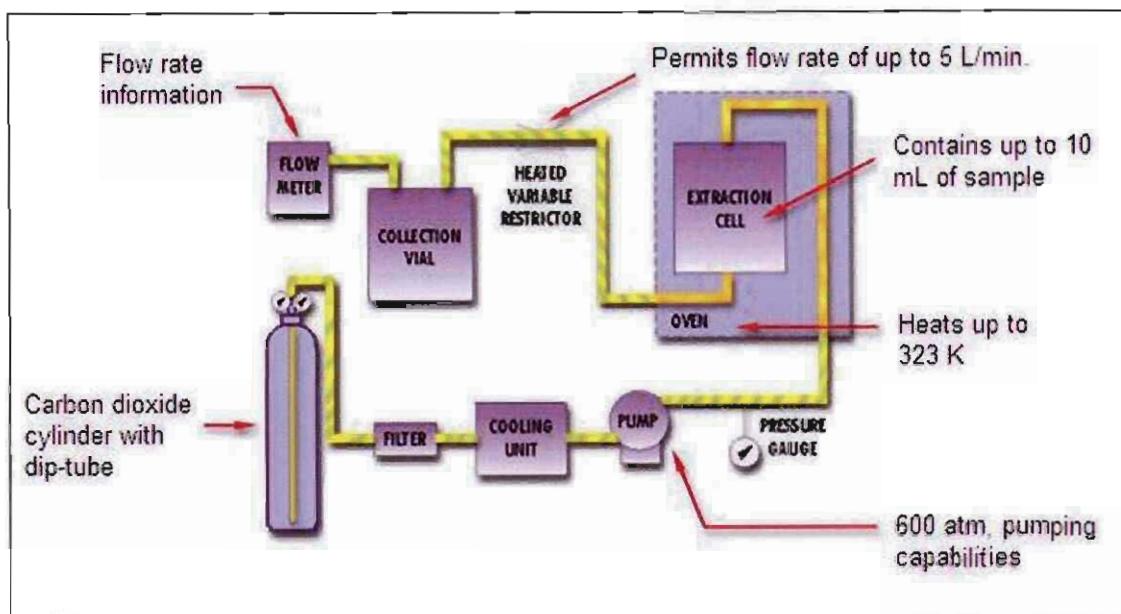 Flow rate
information
Permits flow rate of up to 5 L/min.
FLOW
METER
HEATED
VARIABLE
RESTRICTOR
EXTRACTION
CELL
Contains up to 10
mL of sample
COLLECTION
VIAL
OVEN
Heats up to
323 K
Carbon dioxide
cylinder with
dip-tube
FILTER
COOLING
UNIT
PUMP
PRESSURE
GAUGE
600 atm, pumping
capabilities